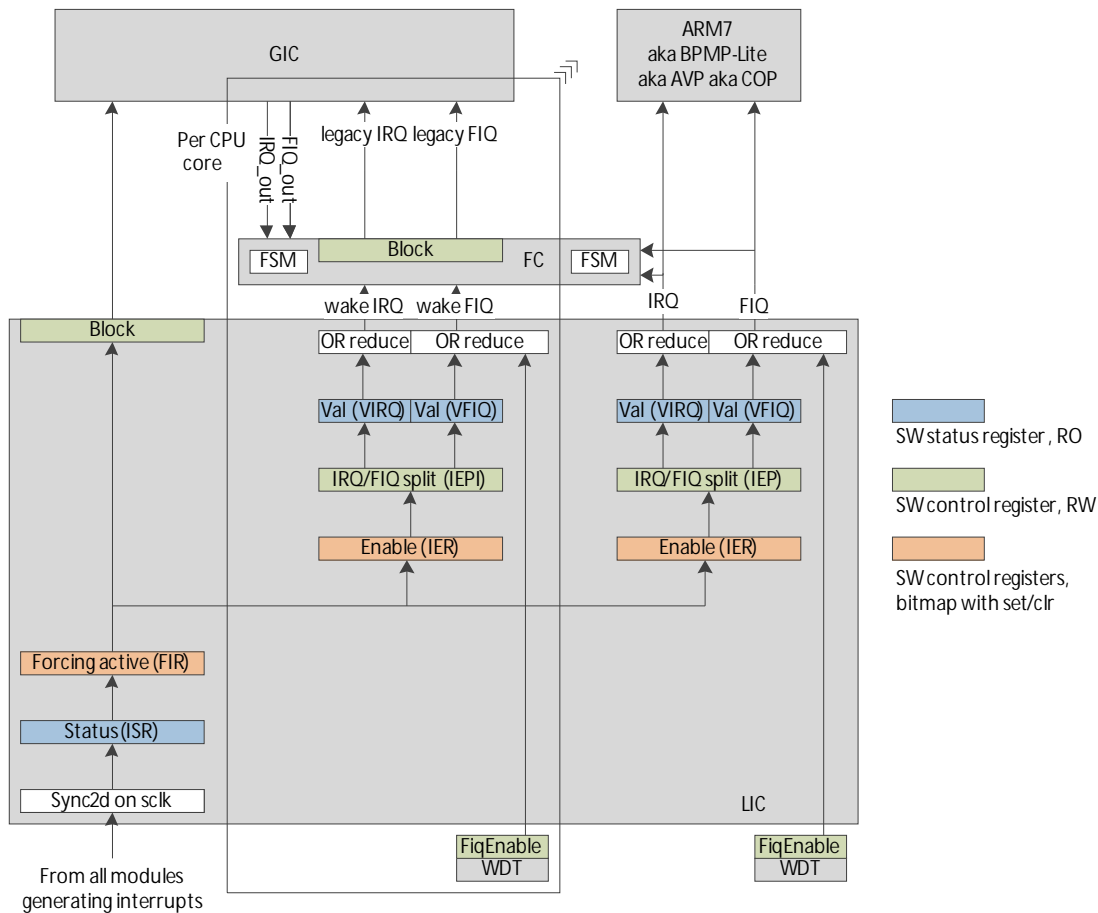 GIC
ARM7
aka BPMP-Lite
aka AVP aka COP
Per CPU
core
IRQ_out
FIQ_out
legacy IRQ
legacy FIQ
FSM
Block
FC
FSM
wake IRQ
wake FIQ
IRQ
FIQ
Block
OR reduce
OR reduce
OR reduce
OR reduce
Val (VIRQ)
Val (VFIQ)
Val (VIRQ)
Val (VFIQ)
SW status register , RO
IRQ/FIQ split (IEPI)
IRQ/FIQ split (IEP)
SW control register, RW
Enable (IER)
Enable (IER)
SW control registers,
bitmap with set/clr
Forcing active (FIR)
Status (ISR)
Sync2d on sclk
LIC
FiqEnable
WDT
FiqEnable
WDT
From all modules
generating interrupts